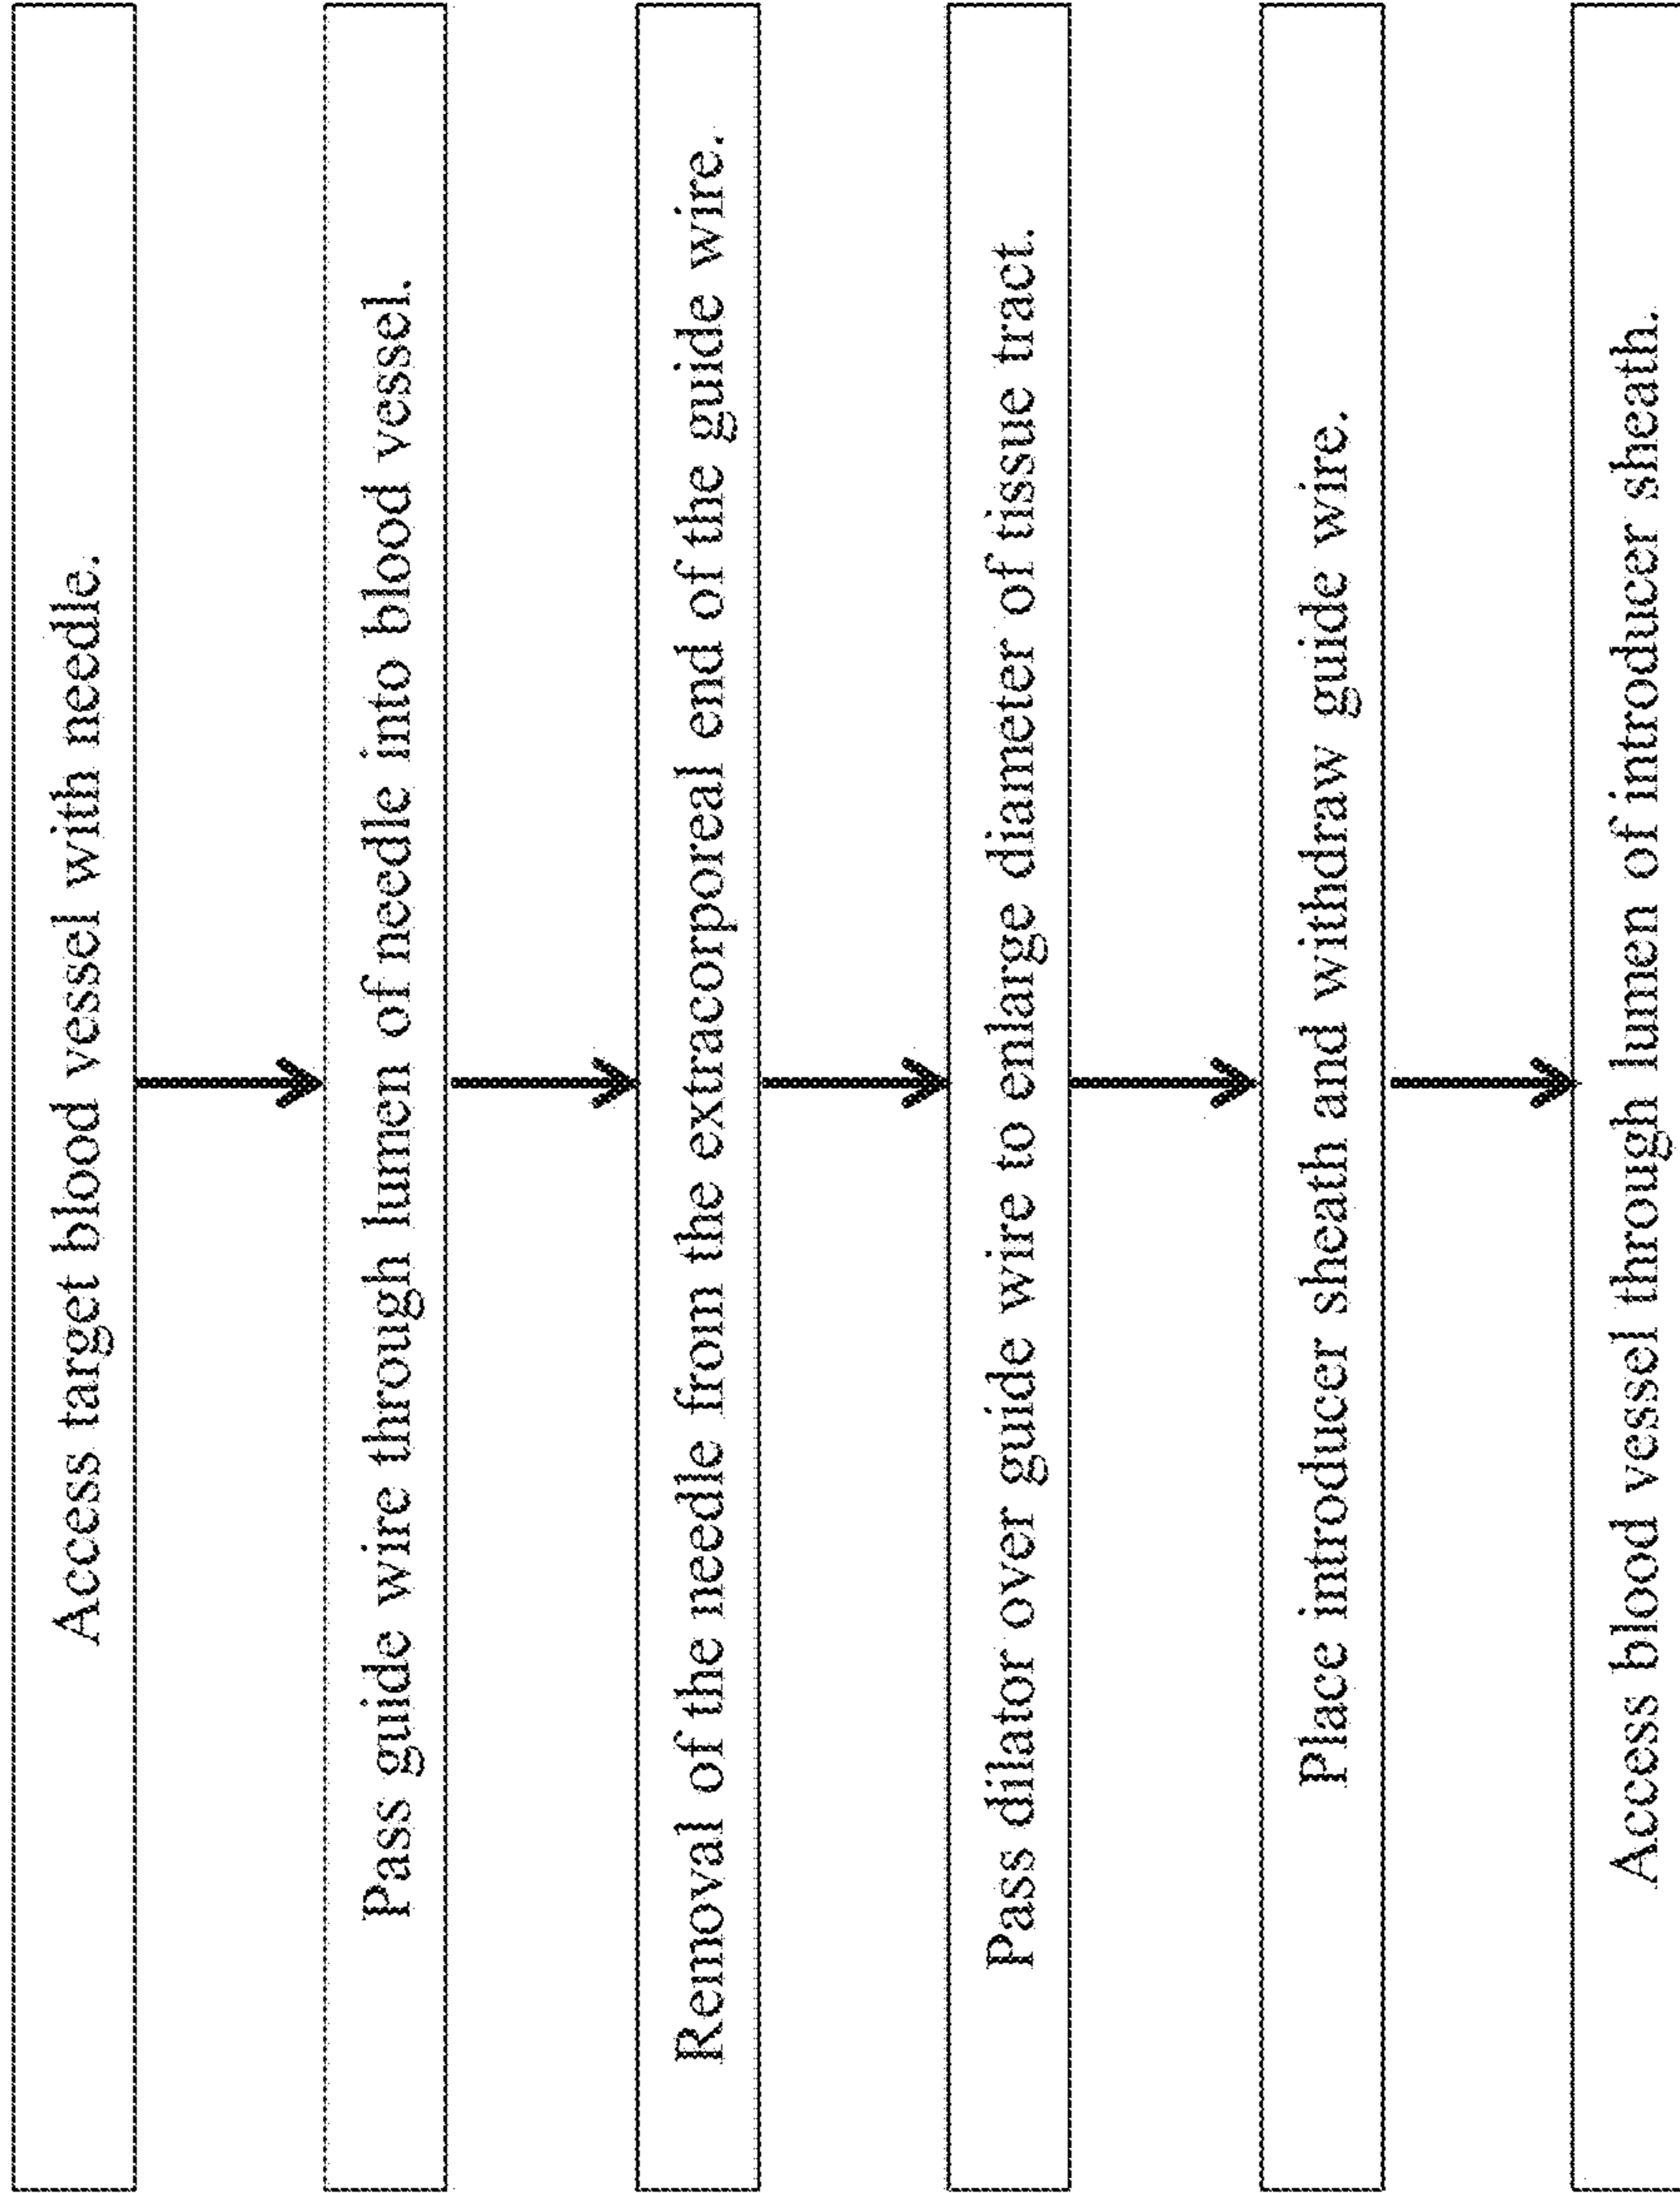 Access target blood vessel with needle.
Pass guide wire through lumen of needle into blood vessel.
Removal of the needle from the extracorporeal end of the guide wire.
Pass dilator over guide wire to enlarge diameter of tissue tract.
Place introducer sheath and withdraw guide wire.
Access blood vessel through lumen of introducer sheath.